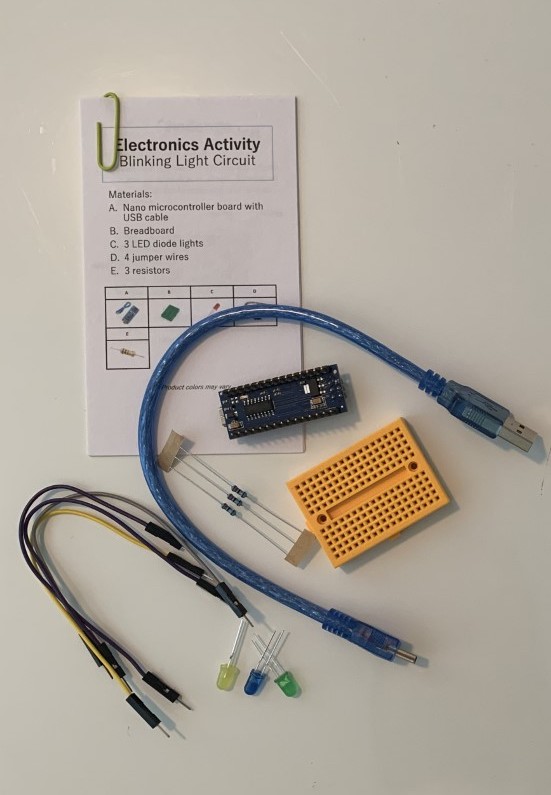 Electronics Activity
Blinking Light Circuit
Materials:
A. Nano microcontroller board with
USB cable
B. Breadboard
C. 3 LED diode lights
D. 4 jumper wires
E. 3 resistors
A B C D
E
Product colors may vary